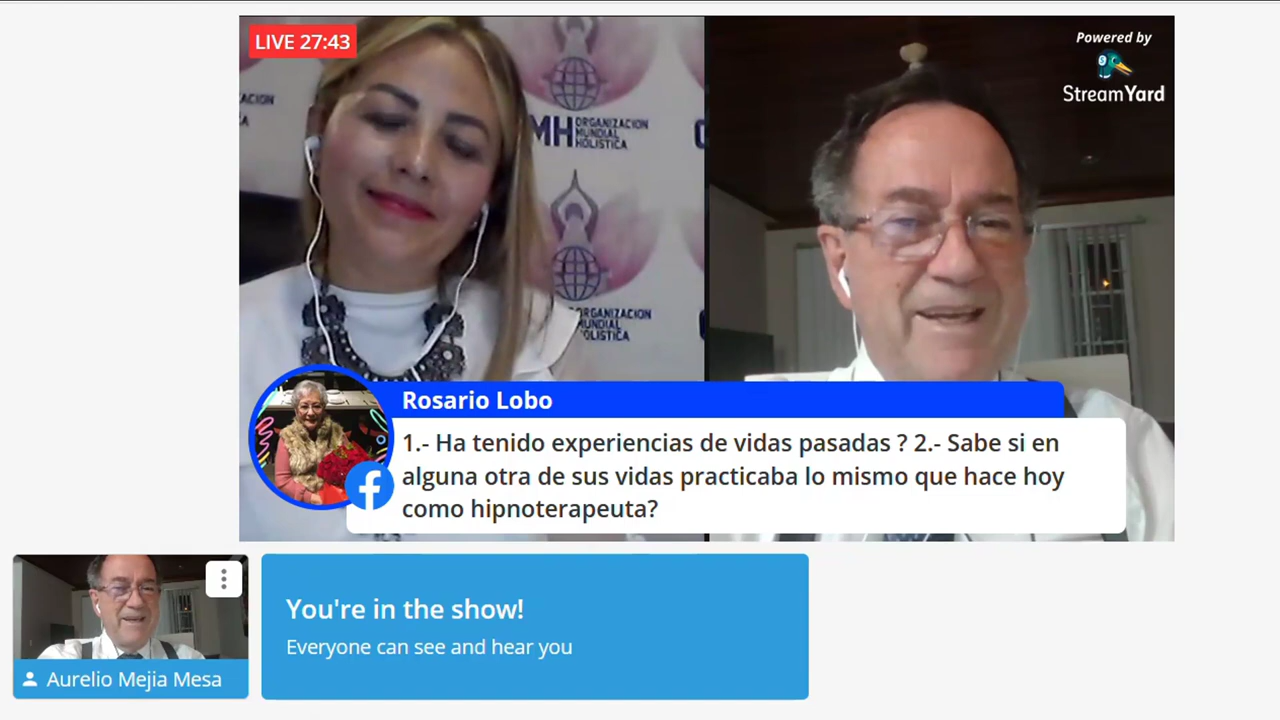 LIVE 27:43
Powered by
StreamYard
CION
MH ORGANIZACION
MUNDIAL
HOLISTICA
ORGANIZACION
MUNDIAL
HOLISTICA
Rosario Lobo
1.- Ha tenido experiencias de vidas pasadas ? 2.- Sabe si en
alguna otra de sus vidas practicaba lo mismo que hace hoy
como hipnoterapeuta?
You're in the show!
Everyone can see and hear you
Aurelio Mejia Mesa